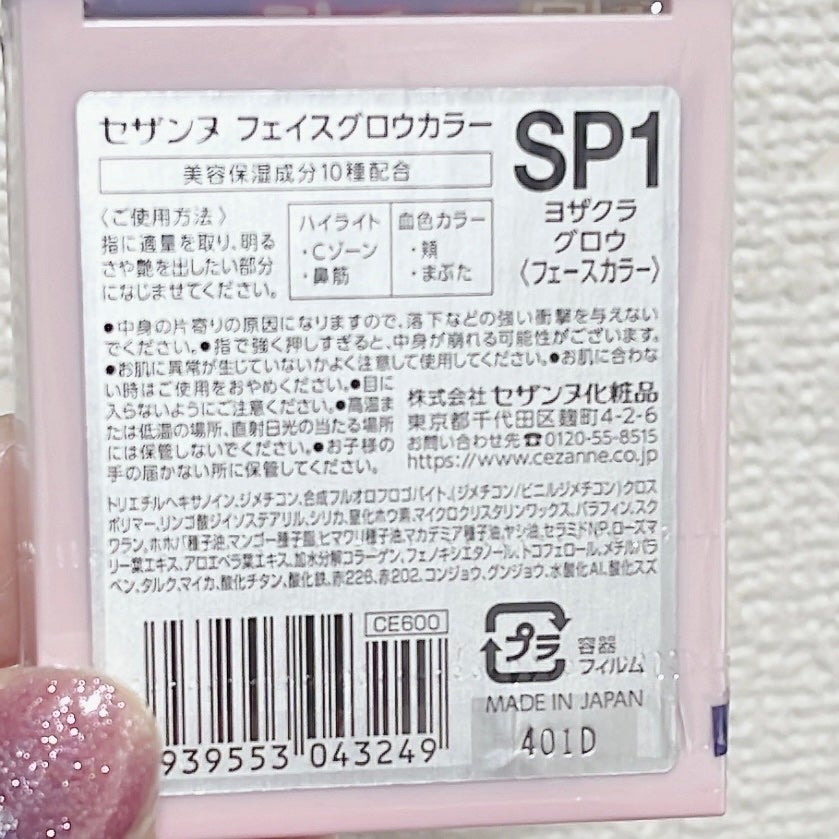 セザンヌ フェイスグロウカラー
SP1
美容保湿成分10種配合
ヨザクラ
グロウ
〈フェースカラー〉
〈ご使用方法〉
指に適量を取り、明る
さや艶を出したい部分
になじませてください。
ハイライト
・Cゾーン
・鼻筋
血色カラー
・頬
・まぶた
●中身の片寄りの原因になりますので、落下などの強い衝撃を与えない
でください。●指で強く押しすぎると、中身が崩れる可能性がございます。
●お肌に異常が生じていないかよく注意して使用してください。●お肌に合わな
い時はご使用をおやめください。●目に
入らないようにご注意ください。●高温ま
たは低温の場所、直射日光の当たる場所
には保管しないでください。●お子様の
手の届かない所に保管してください。
株式会社 セザンヌ化粧品
東京都千代田区麹町4-2-6
お問い合わせ先☎0120-55-8515
https://www.cezanne.co.jp
トリエチルヘキサノイン、ジメチコン、合成フルオロフロゴパイト、(ジメチコン/ビニルジメチコン)クロス
ポリマー、リンゴ酸ジイソステアリル、シリカ、窒化ホウ素、マイクロクリスタリンワックス、パラフィン、スク
ワラン、ホホバ種子油、マンゴー種子脂、ヒマワリ種子油、マカデミア種子油、ヤシ油、セラミドNP、ローズマ
リー葉エキス、アロエベラ葉エキス、加水分解コラーゲン、フェノキシエタノール、トコフェロール、メチルパラ
ベン、タルク、マイカ、酸化チタン、酸化鉄、赤226、赤202、コンジョウ、グンジョウ、水酸化Al、酸化スズ
CE600
939553 043249
プラ
容器
フィルム
MADE IN JAPAN
401D